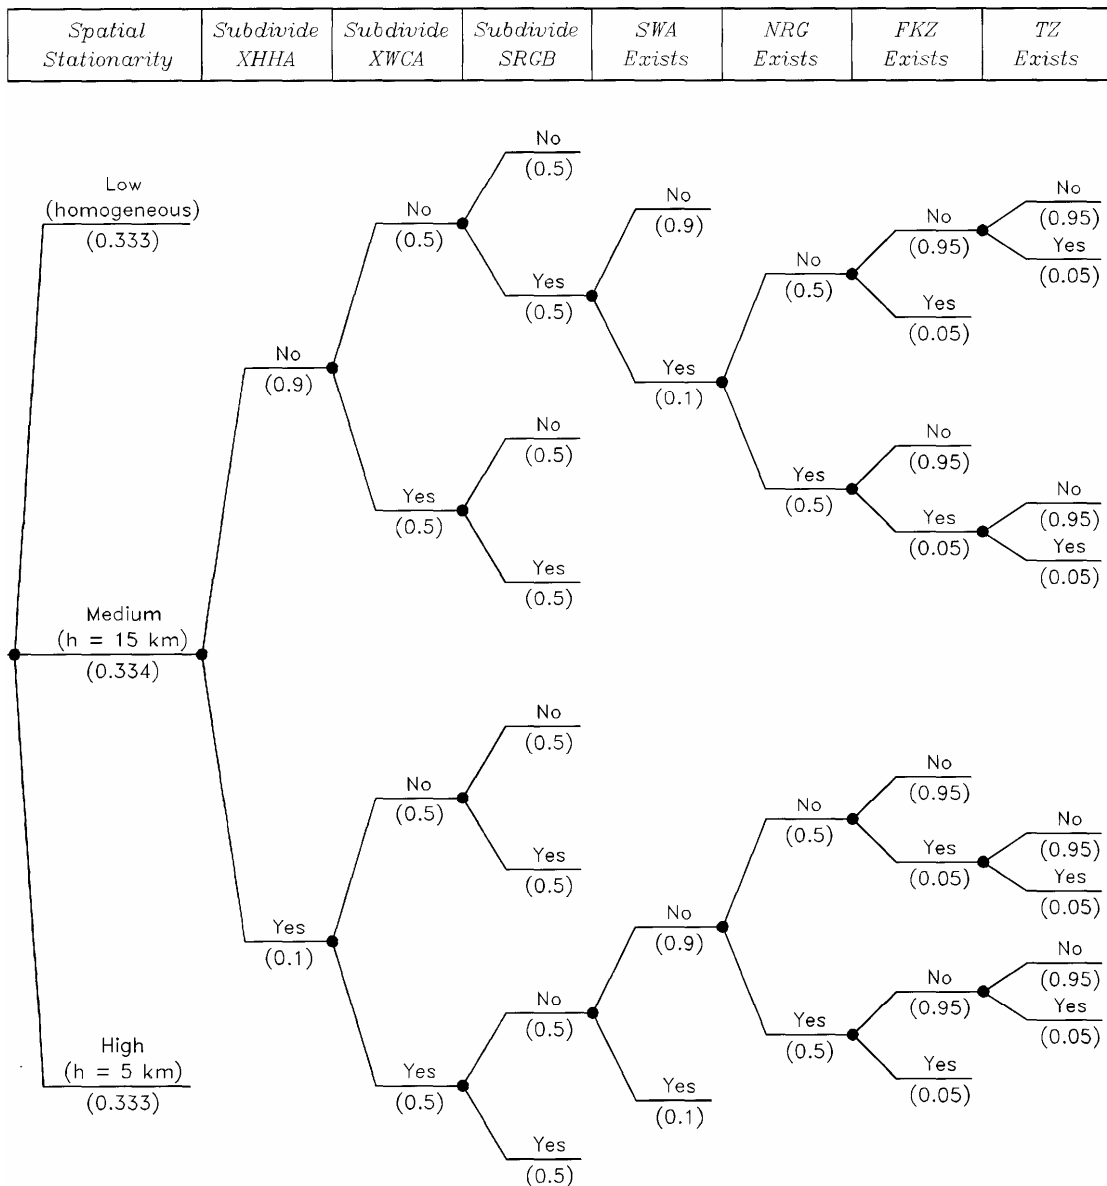 Spatial Stationarity
Subdivide XHHA
Subdivide XWCA
Subdivide SRGB
SWA Exists
NRG Exists
FKZ Exists
TZ Exists
Low
(homogeneous)
(0.333)
Medium
(h = 15 km)
(0.334)
High
(h = 5 km)
(0.333)
No
(0.9)
Yes
(0.1)
No
(0.5)
Yes
(0.5)
No
(0.5)
Yes
(0.5)
No
(0.5)
Yes
(0.5)
No
(0.5)
Yes
(0.5)
No
(0.5)
Yes
(0.5)
No
(0.5)
Yes
(0.5)
No
(0.9)
Yes
(0.1)
No
(0.9)
Yes
(0.1)
No
(0.5)
Yes
(0.5)
No
(0.5)
Yes
(0.5)
No
(0.95)
Yes
(0.05)
No
(0.95)
Yes
(0.05)
No
(0.95)
Yes
(0.05)
No
(0.95)
Yes
(0.05)
No
(0.95)
Yes
(0.05)
No
(0.95)
Yes
(0.05)
No
(0.95)
Yes
(0.05)
No
(0.95)
Yes
(0.05)